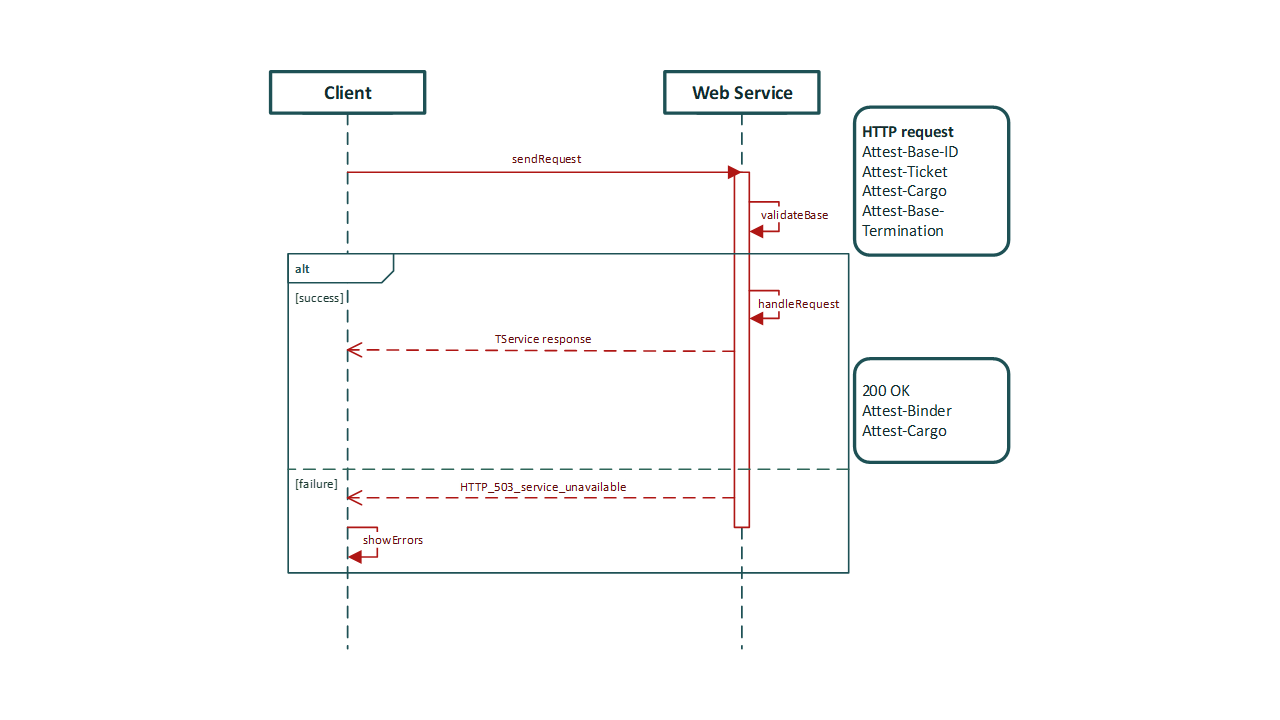 Client
Web Service
HTTP request
Attest-Base-ID
Attest-Ticket
Attest-Cargo
Attest-Base-
Termination
sendRequest
validateBase
alt
[success]
handleRequest
TService response
200 OK
Attest-Binder
Attest-Cargo
[failure]
HTTP_503_service_unavailable
showErrors